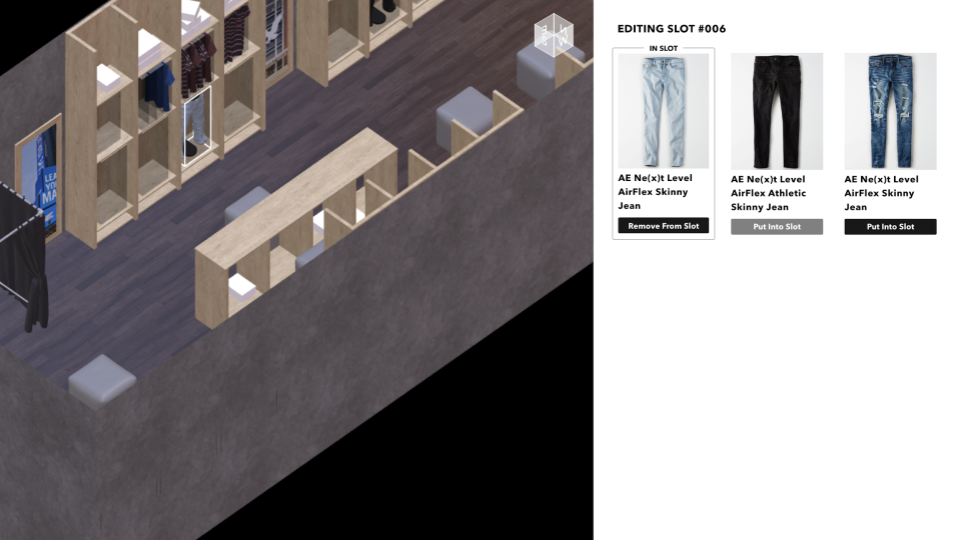 EDITING SLOT #006
IN SLOT
AE Ne(x)t Level
AirFlex Skinny
Jean
Remove From Slot
AE Ne(x)t Level
AirFlex Athletic
Skinny Jean
Put Into Slot
AE Ne(x)t Level
AirFlex Skinny
Jean
Put Into Slot